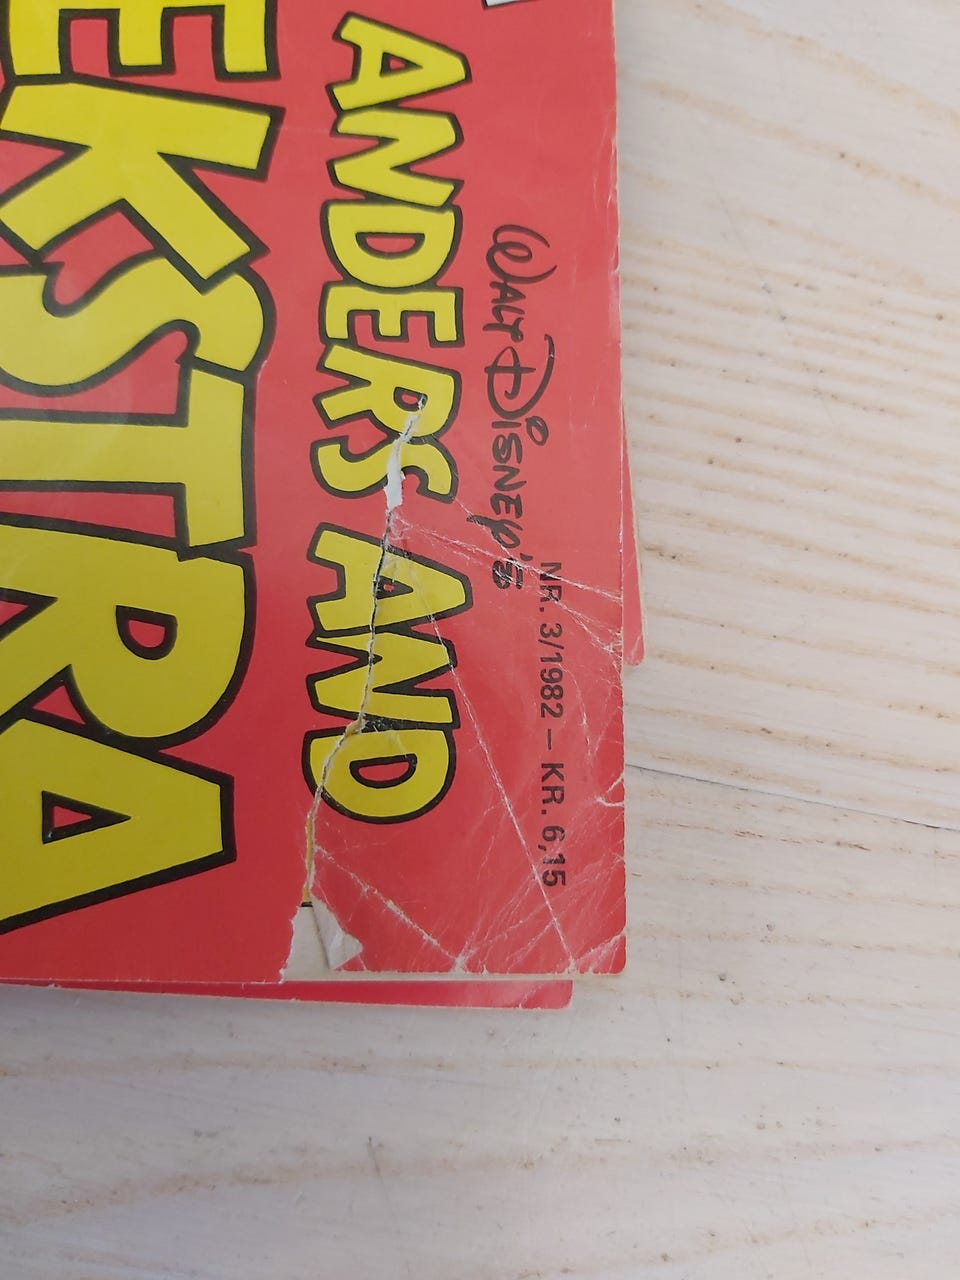 NR. 3/1982 – KR. 6,15
WALT DISNEY'S
ANDERS AND
EKSTRA